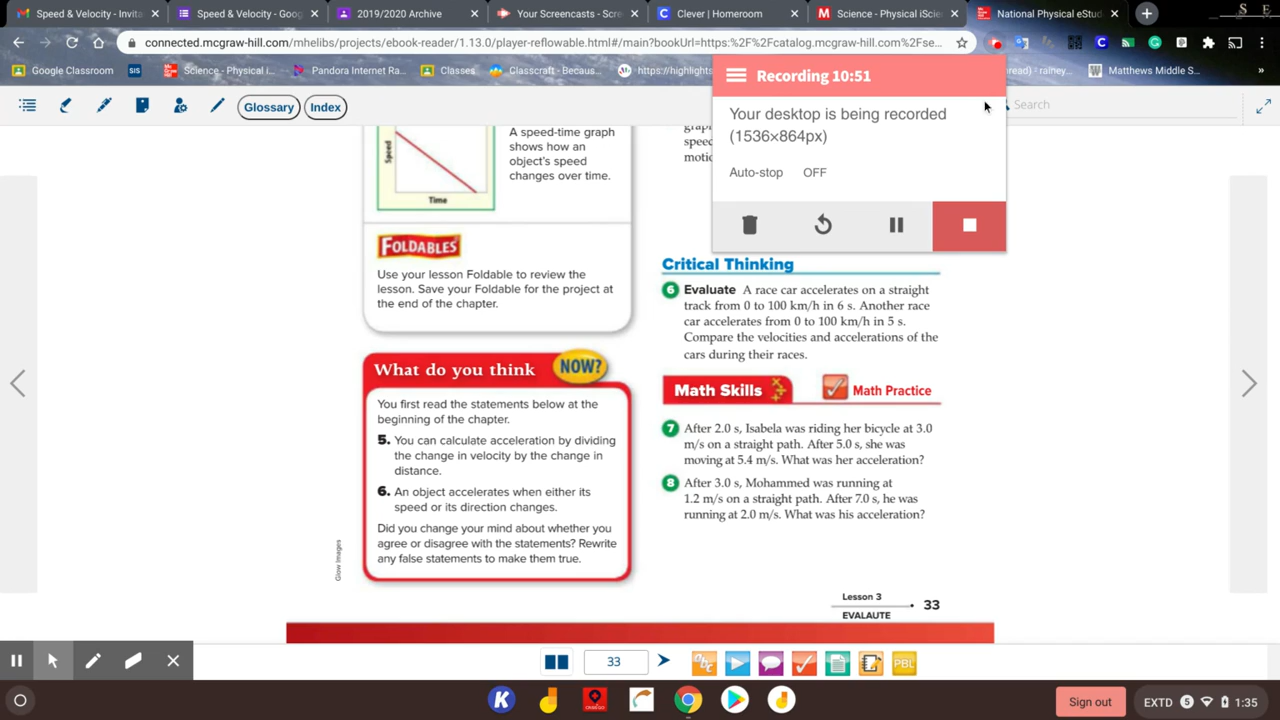 Speed & Velocity - Invita
Speed & Velocity - Goog
2019/2020 Archive
Your Screencasts - Scre
Clever | Homeroom
Science - Physical iScien
National Physical eStud
S E
connected.mcgraw-hill.com/mhelibs/projects/ebook-reader/1.13.0/player-reflowable.html#/main?bookUrl=https:%2F%2Fcatalog.mcgraw-hill.com%2Fse...
Google Classroom
SIS
Science - Physical i...
Pandora Internet Ra...
Classes
Classcraft - Becaus...
https://highlights
read) - rainey
Matthews Middle S...
Glossary
Index
Recording 10:51
Your desktop is being recorded
(1536×864px)
Auto-stop OFF
Search
Speed
Time
A speed-time graph
shows how an
object's speed
changes over time.
grap
speed
motio
FOLDABLES
Use your lesson Foldable to review the
lesson. Save your Foldable for the project at
the end of the chapter.
What do you think NOW?
You first read the statements below at the
beginning of the chapter.
5. You can calculate acceleration by dividing
the change in velocity by the change in
distance.
6. An object accelerates when either its
speed or its direction changes.
Did you change your mind about whether you
agree or disagree with the statements? Rewrite
any false statements to make them true.
Glow Images
Critical Thinking
6 Evaluate A race car accelerates on a straight
track from 0 to 100 km/h in 6 s. Another race
car accelerates from 0 to 100 km/h in 5 s.
Compare the velocities and accelerations of the
cars during their races.
Math Skills
Math Practice
7 After 2.0 s, Isabela was riding her bicycle at 3.0
m/s on a straight path. After 5.0 s, she was
moving at 5.4 m/s. What was her acceleration?
8 After 3.0 s, Mohammed was running at
1.2 m/s on a straight path. After 7.0 s, he was
running at 2.0 m/s. What was his acceleration?
Lesson 3
EVALAUTE
33
33
abc
PBL
K
Sign out
EXTD 5 1:35